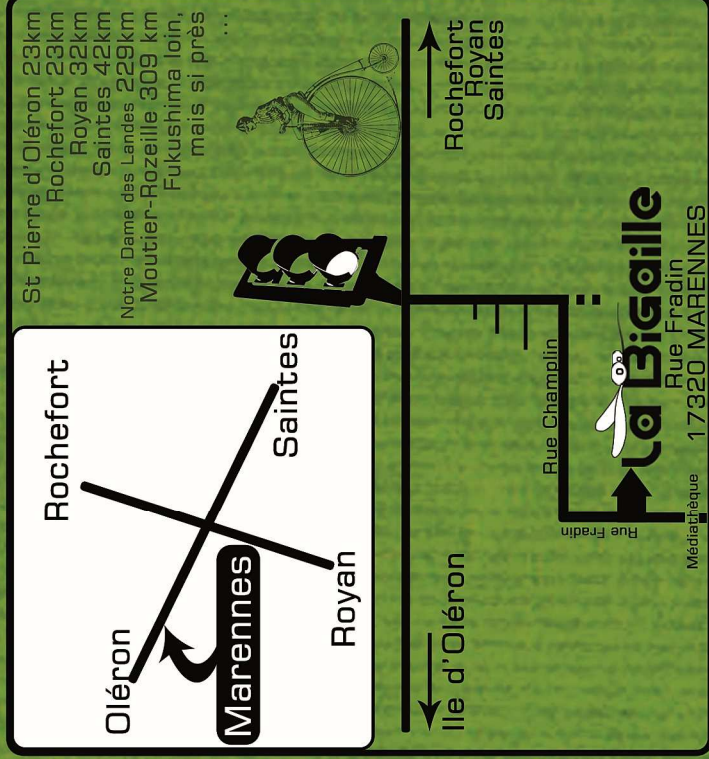 St Pierre d'Oléron 23km
Rochefort 23km
Royan 32km
Saintes 42km
Notre Dame des Landes 229km
Moutier-Rozeille 309 km
Fukushima loin,
mais si près
...
Rochefort
Saintes
Oléron
Marennes
Royan
Ile d'Oléron
Rochefort
Royan
Saintes
Rue Champlin
Rue Fradin
Médiathèque
La Bigaille
Rue Fradin
17320 MARENNES